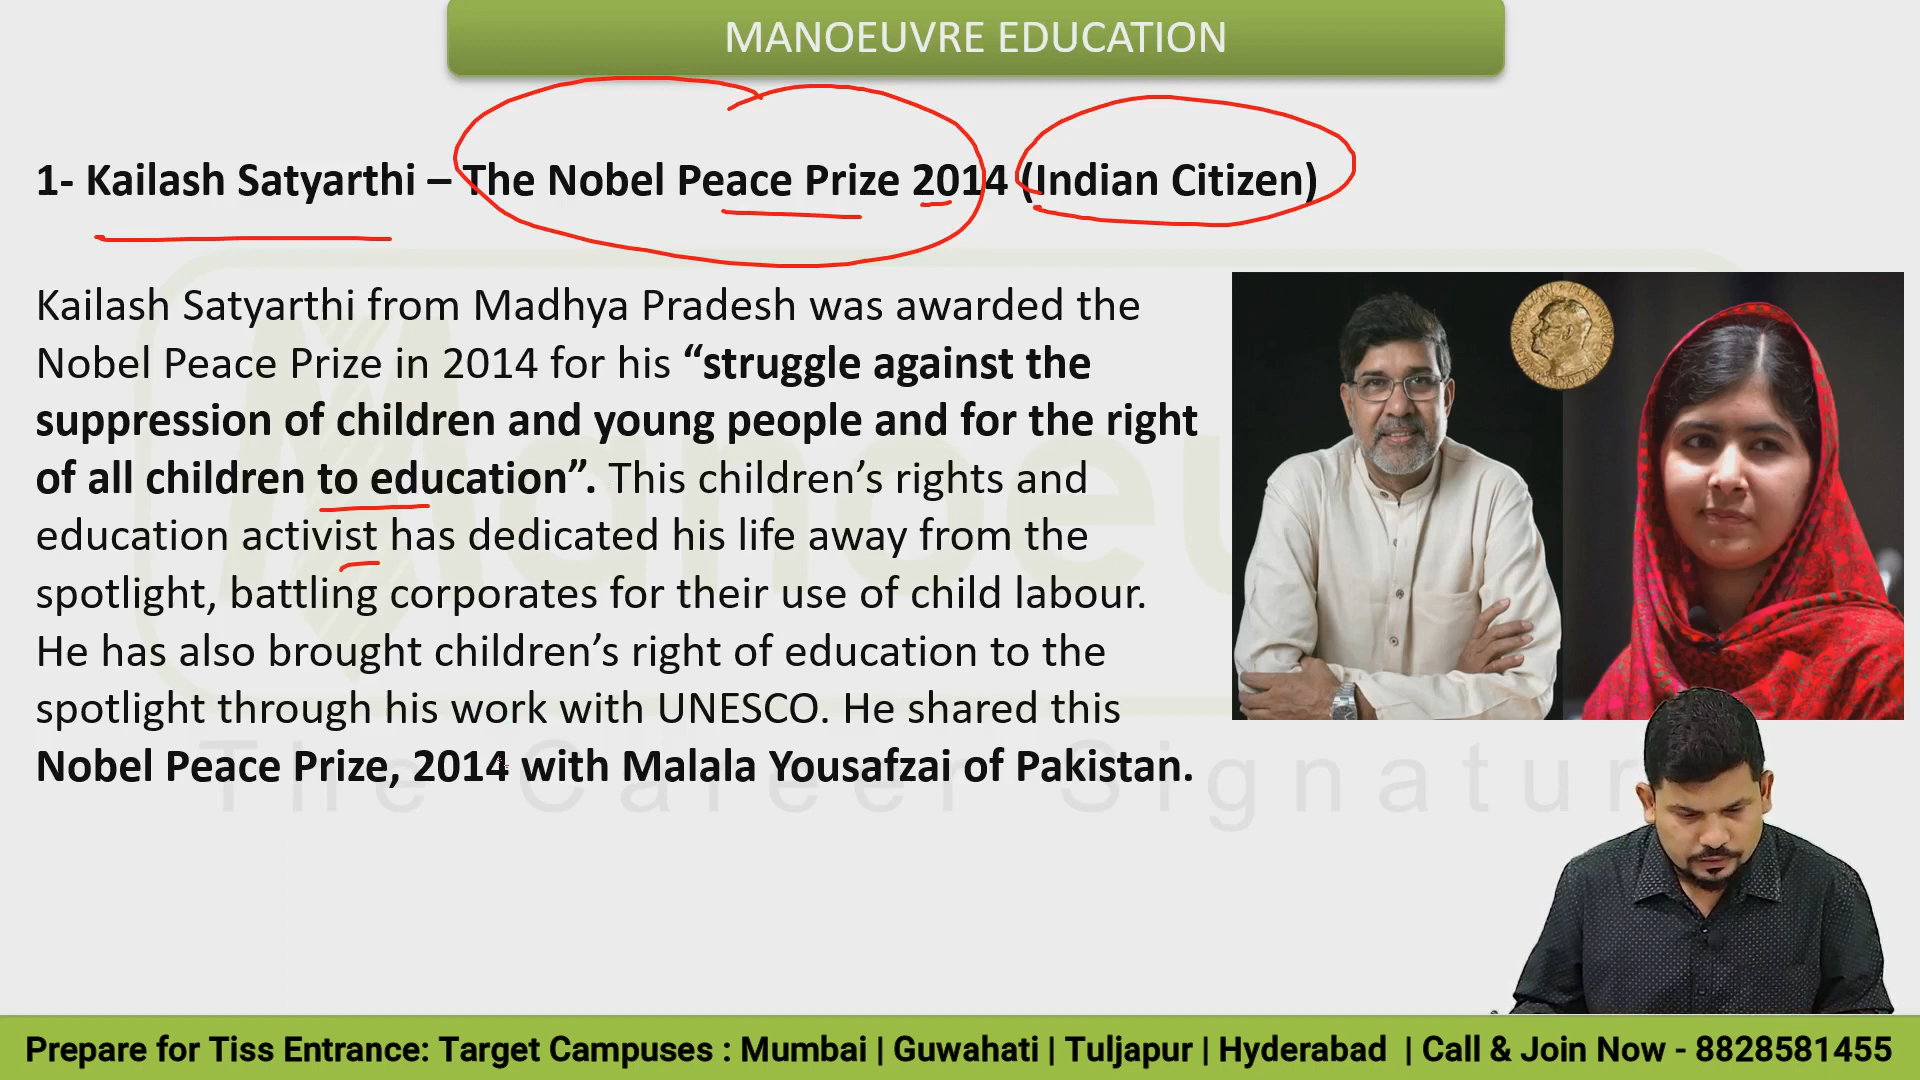 MANOEUVRE EDUCATION
1- Kailash Satyarthi – The Nobel Peace Prize 2014 (Indian Citizen)
Kailash Satyarthi from Madhya Pradesh was awarded the
Nobel Peace Prize in 2014 for his “struggle against the
suppression of children and young people and for the right
of all children to education”. This children’s rights and
education activist has dedicated his life away from the
spotlight, battling corporates for their use of child labour.
He has also brought children’s right of education to the
spotlight through his work with UNESCO. He shared this
Nobel Peace Prize, 2014 with Malala Yousafzai of Pakistan.
Manoeu
The Career Signatur
Prepare for Tiss Entrance: Target Campuses : Mumbai | Guwahati | Tuljapur | Hyderabad | Call & Join Now - 8828581455